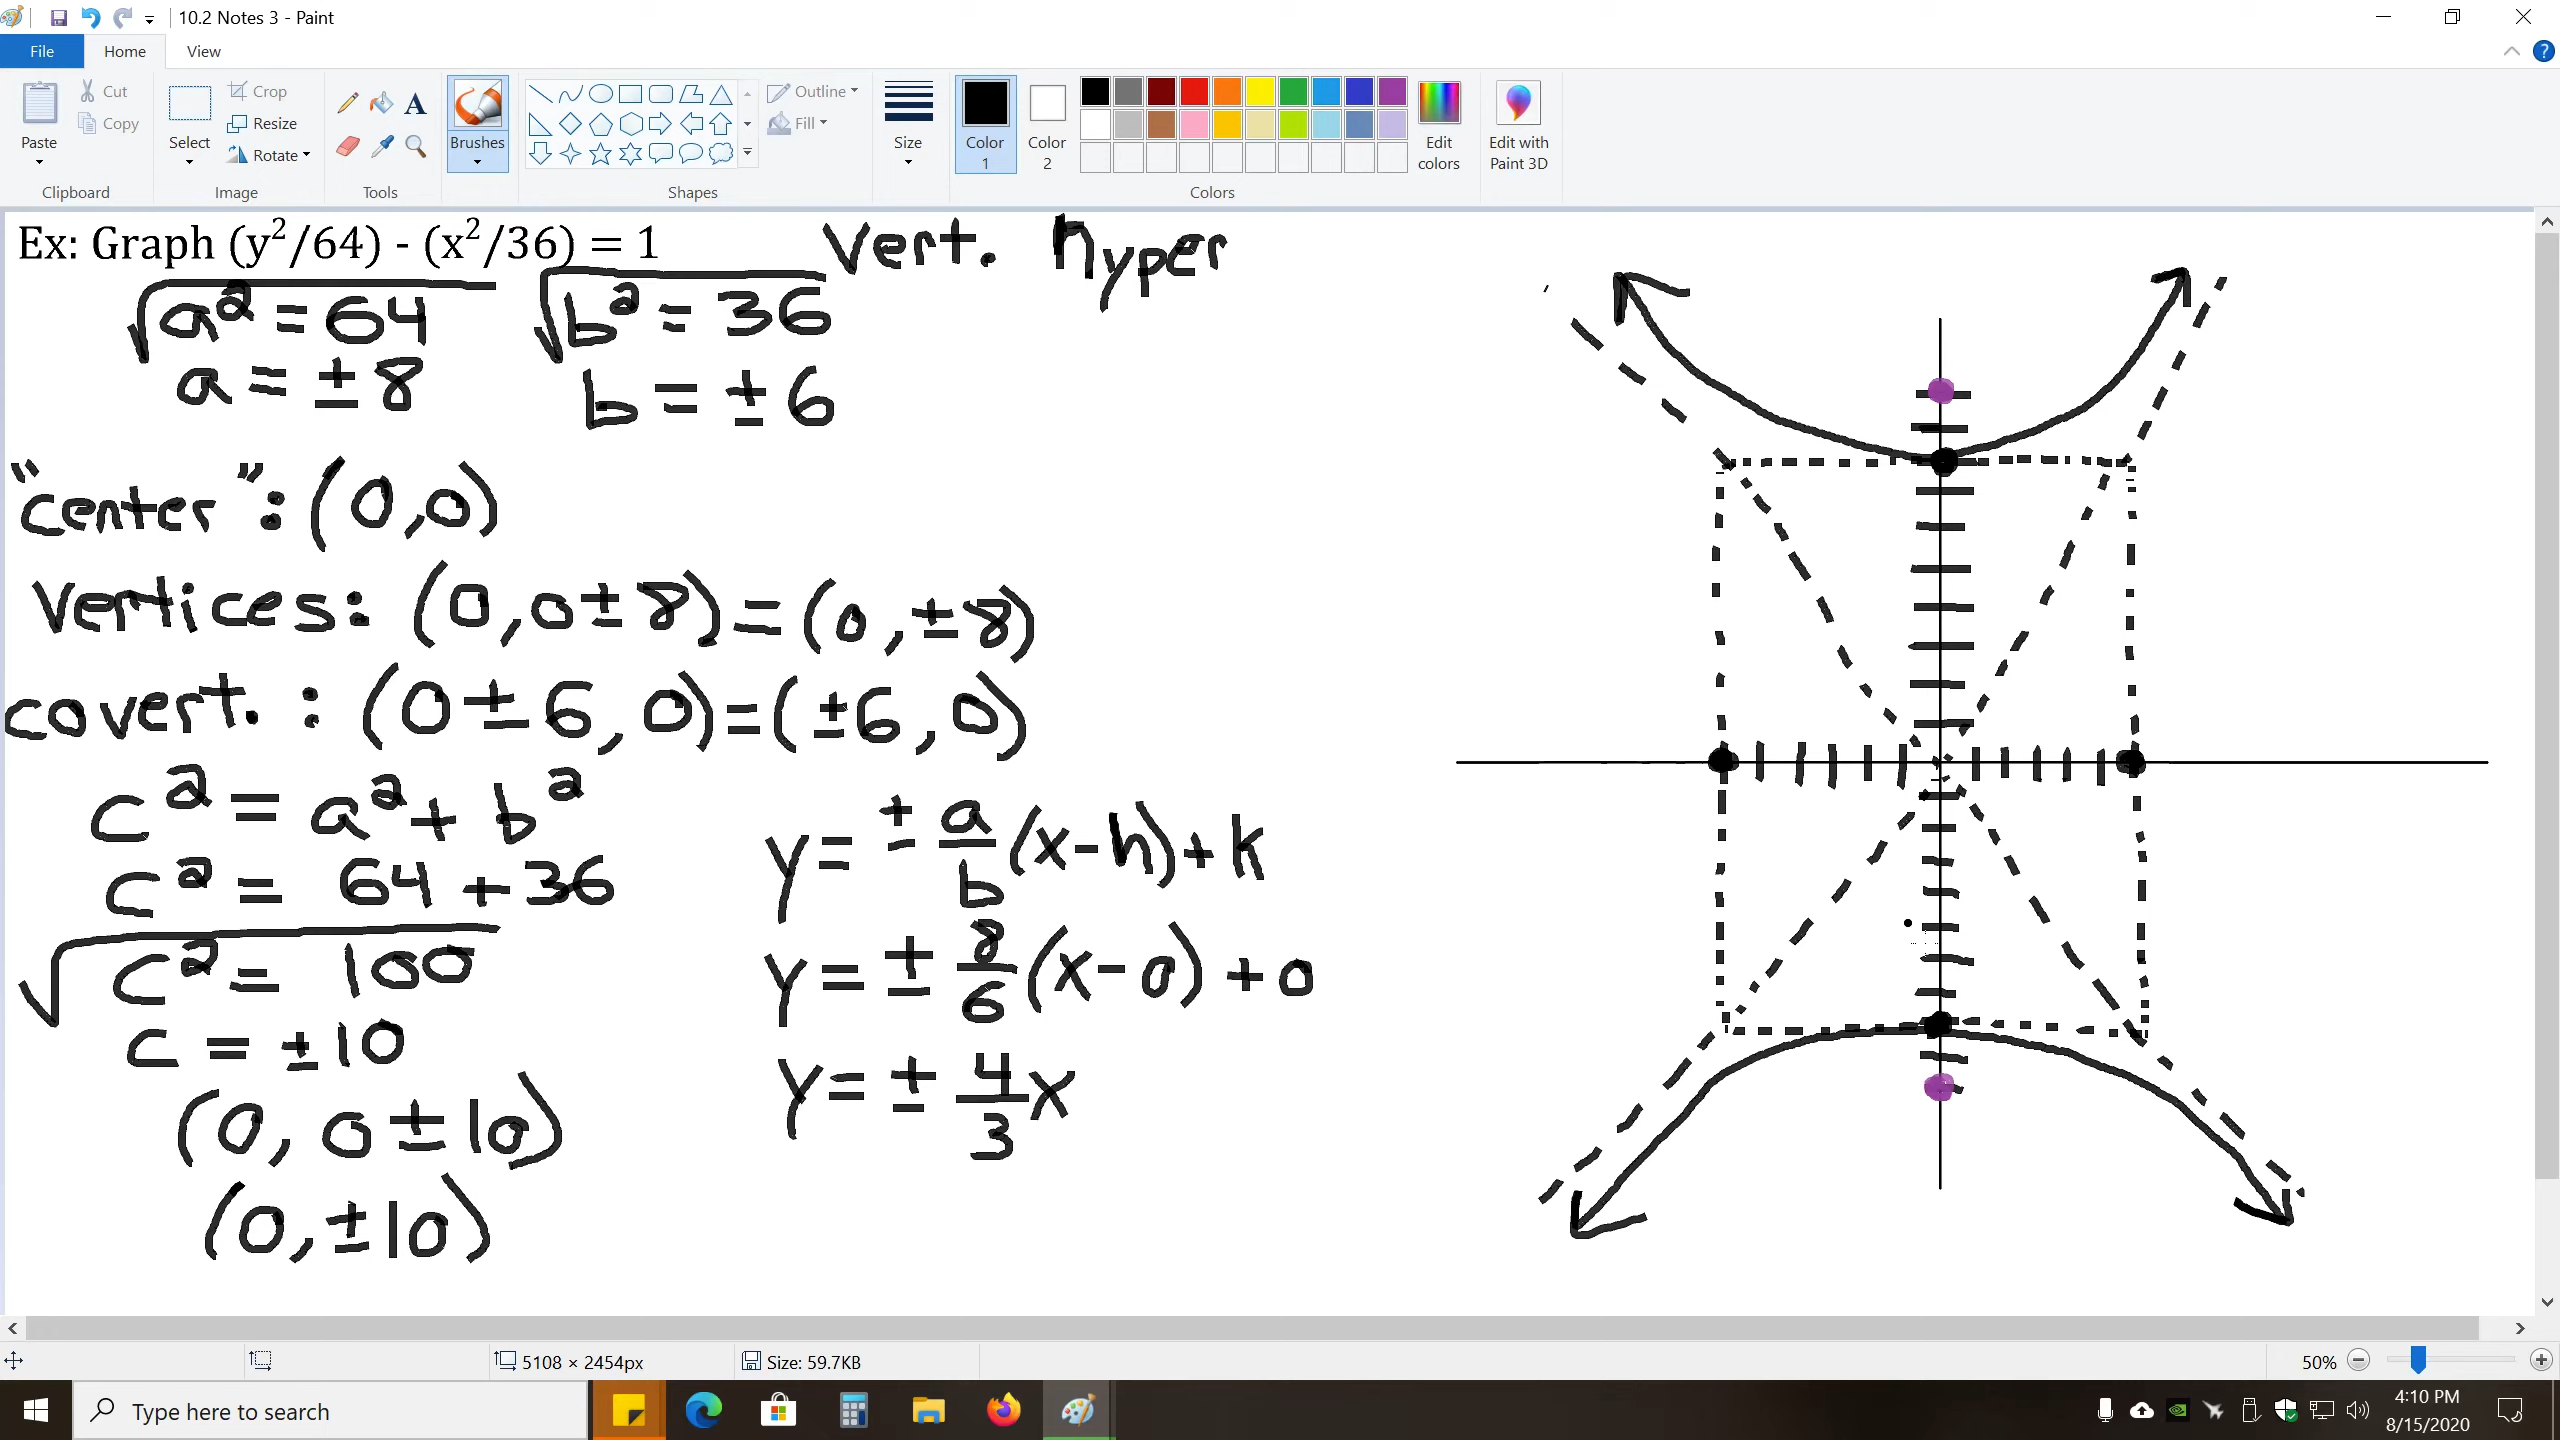 10.2 Notes 3 - Paint
File Home View
Paste
Cut
Copy
Clipboard
Select
Crop
Resize
Rotate
Image
A
Tools
Brushes
Outline
Fill
Shapes
Size
Color 1
Color 2
Edit colors
Colors
Edit with Paint 3D
Ex: Graph (y²/64) - (x²/36) = 1 Vert. hyper
√a² = 64 √b² = 36
a = ± 8 b = ± 6
"center": (0,0)
Vertices: (0,0±8)=(0,±8)
covert.: (0±6,0)=(±6,0)
c² = a² + b²
c² = 64 + 36
√c² = 100
c = ±10
(0, 0±10)
(0, ±10)
y= ± a/b (x-h)+k
y= ± 8/6 (x-0)+0
y= ± 4/3 x
5108 × 2454px Size: 59.7KB 50%
Type here to search
4:10 PM
8/15/2020